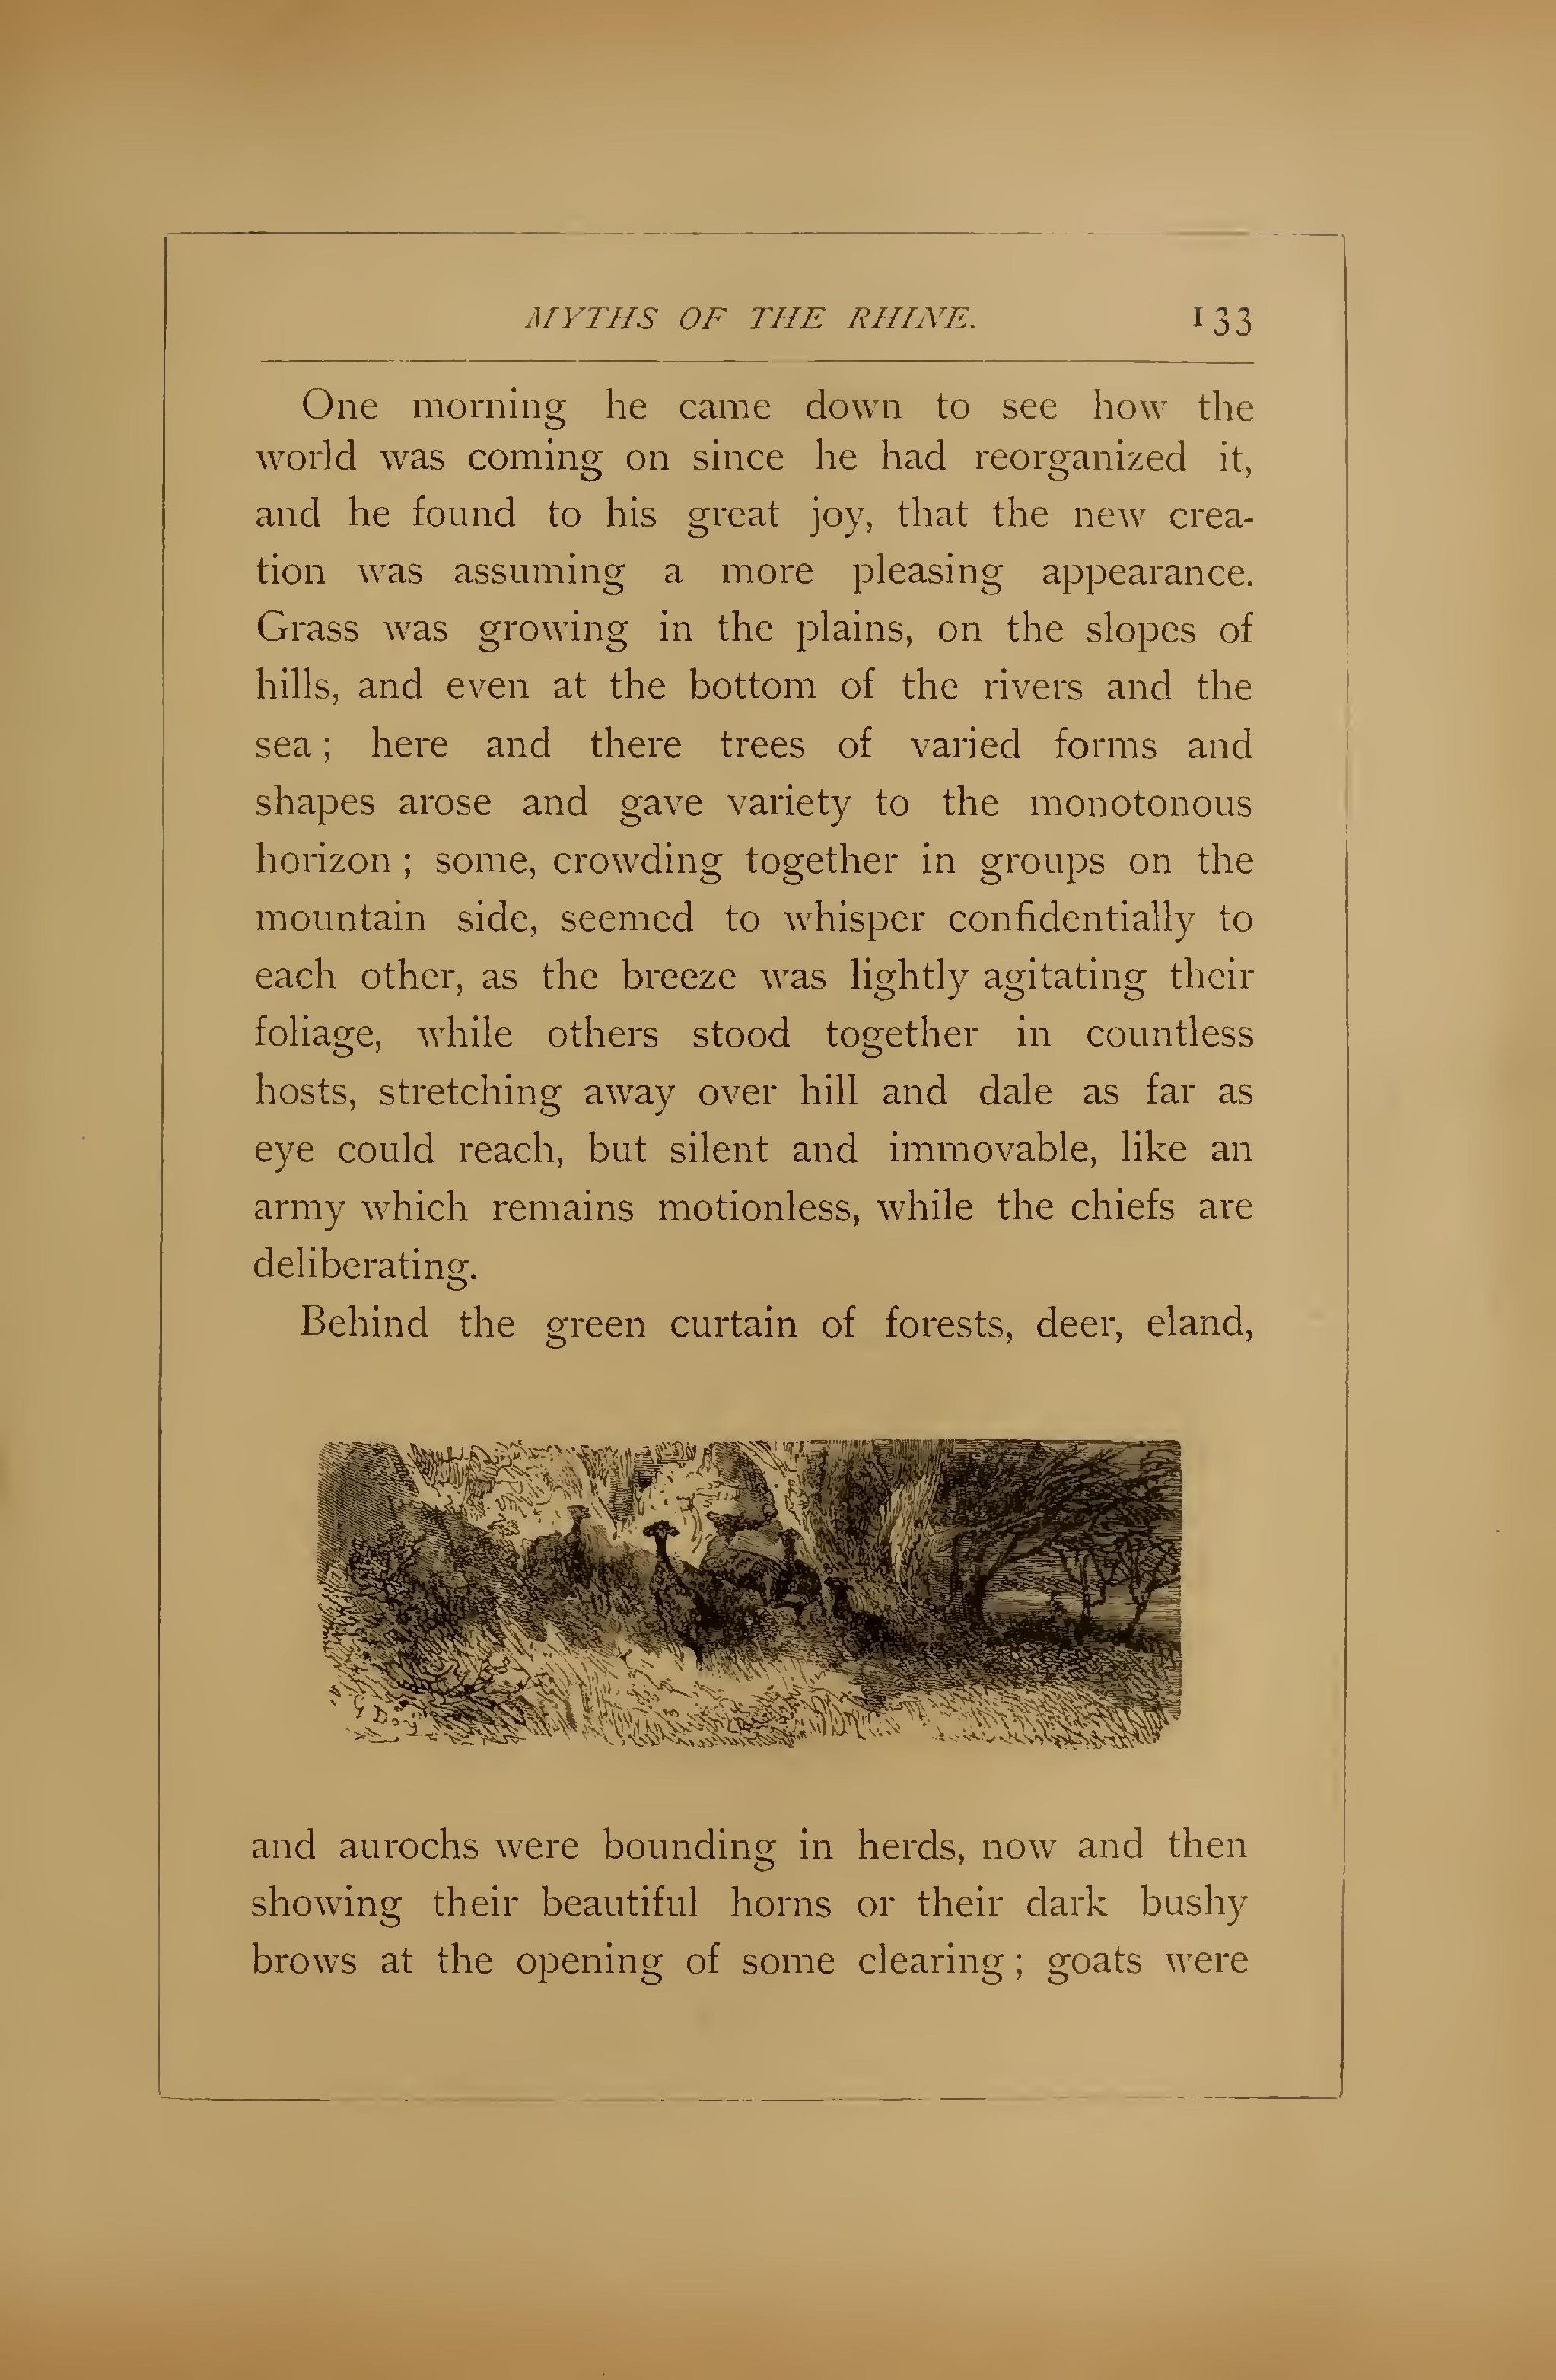 MYTHS OF THE RHINE. 133
One morning he came down to see how the
world was coming on since he had reorganized it,
and he found to his great joy, that the new crea-
tion was assuming a more pleasing appearance.
Grass was growing in the plains, on the slopes of
hills, and even at the bottom of the rivers and the
sea; here and there trees of varied forms and
shapes arose and gave variety to the monotonous
horizon; some, crowding together in groups on the
mountain side, seemed to whisper confidentially to
each other, as the breeze was lightly agitating their
foliage, while others stood together in countless
hosts, stretching away over hill and dale as far as
eye could reach, but silent and immovable, like an
army which remains motionless, while the chiefs are
deliberating.
Behind the green curtain of forests, deer, eland,
G Doré
and aurochs were bounding in herds, now and then
showing their beautiful horns or their dark bushy
brows at the opening of some clearing; goats were